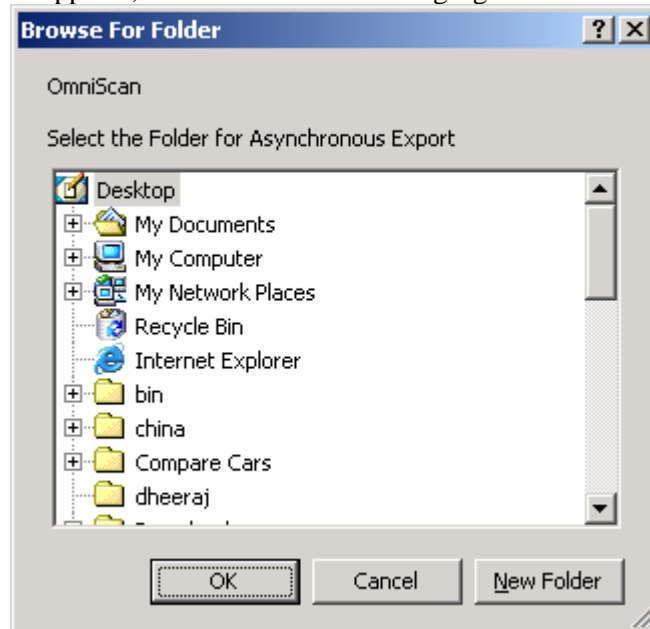 Browse For Folder
OmniScan
Select the Folder for Asynchronous Export
Desktop
My Documents
My Computer
My Network Places
Recycle Bin
Internet Explorer
bin
china
Compare Cars
dheeraj
OK Cancel New Folder